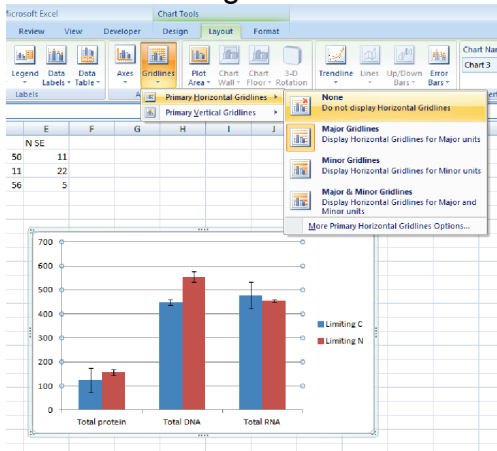 Microsoft Excel Chart Tools
Review View Developer Design Layout Format
Legend Data Labels Data Table Axes Gridlines Plot Area Chart Wall Chart Floor 3-D Rotation Trendline Lines Up/Down Bars Error Bars
Chart Nam
Chart 3
Labels
Primary Horizontal Gridlines
Primary Vertical Gridlines
None
Do not display Horizontal Gridlines
Major Gridlines
Display Horizontal Gridlines for Major units
Minor Gridlines
Display Horizontal Gridlines for Minor units
Major & Minor Gridlines
Display Horizontal Gridlines for Major and
Minor units
More Primary Horizontal Gridlines Options...
E F G H I J
N SE
50 11
11 22
56 5
700
600
500
400
300
200
100
0
Total protein Total DNA Total RNA
Limiting C
Limiting N